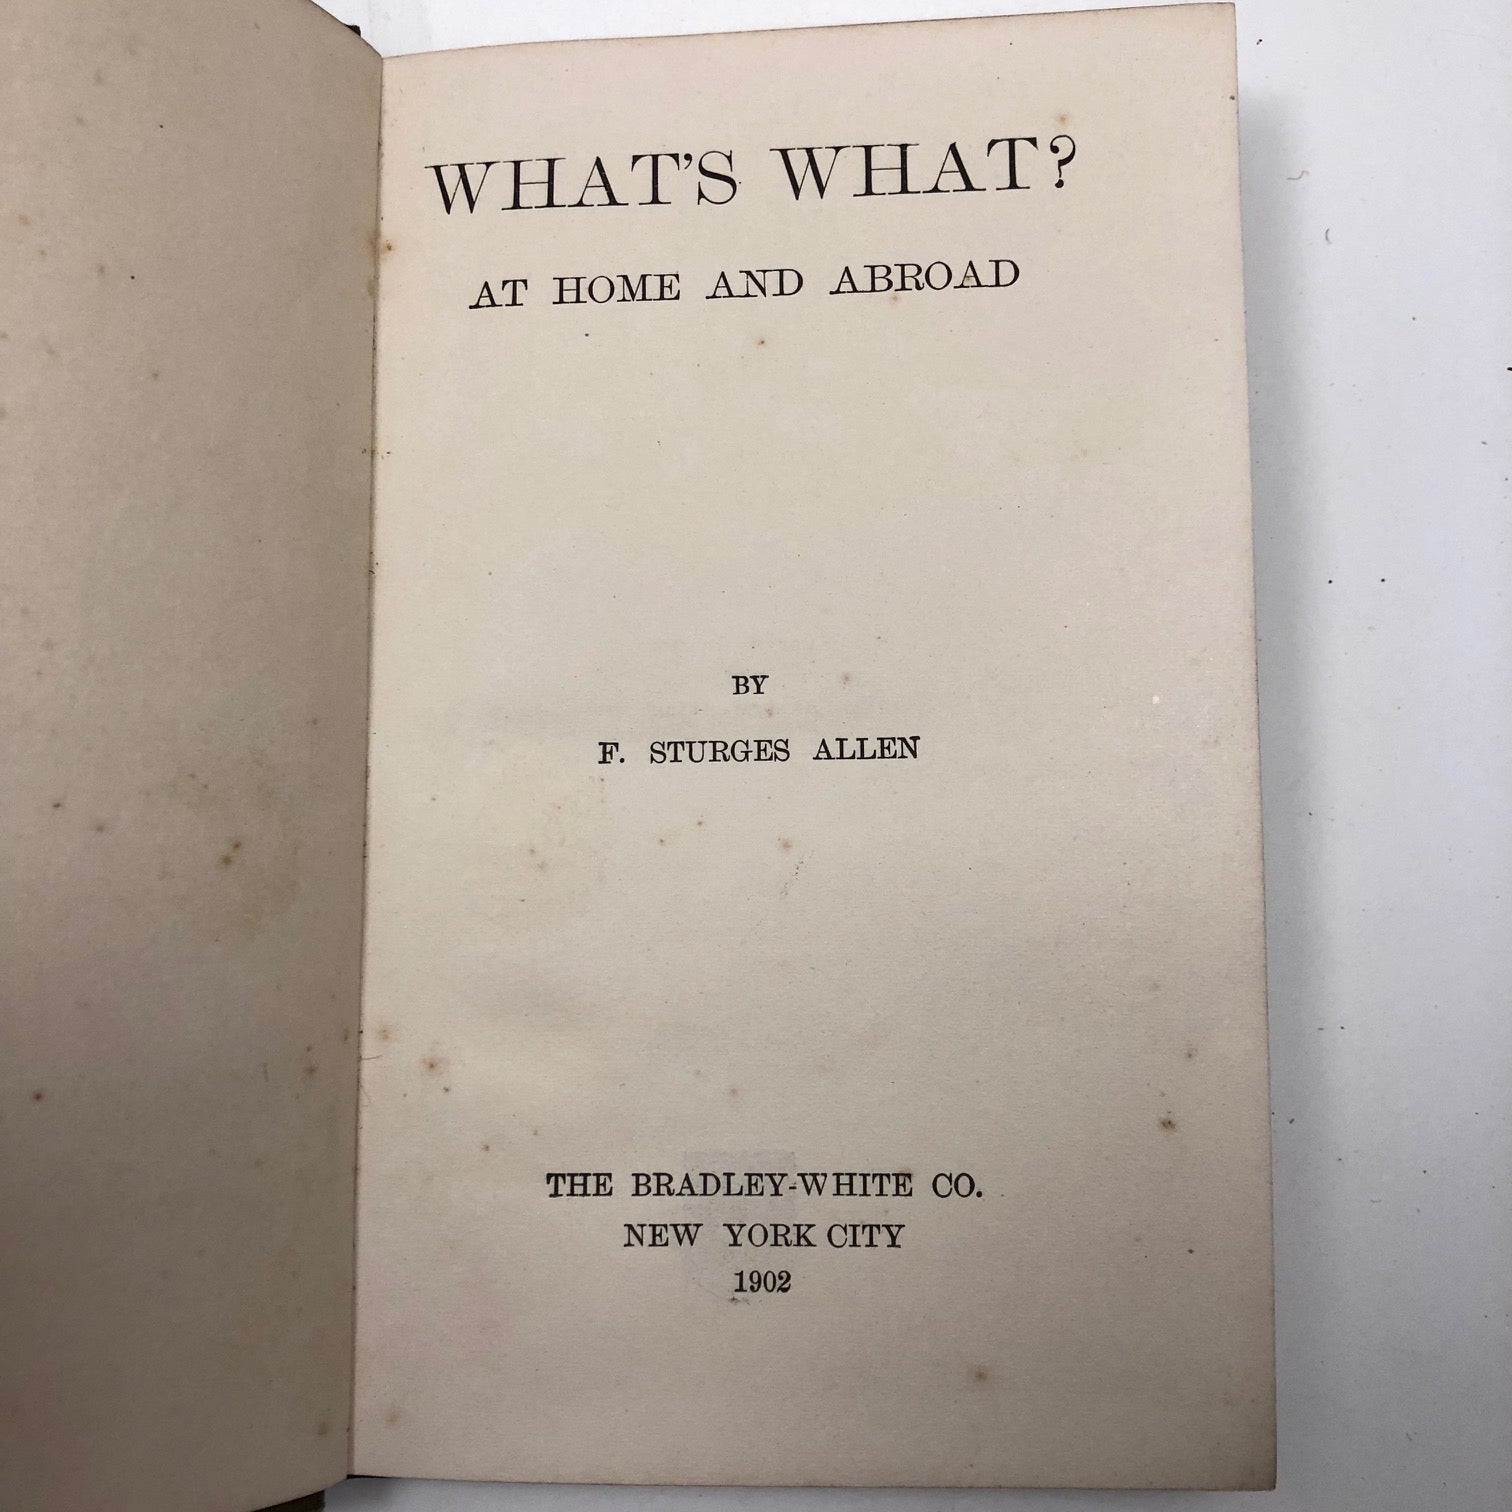 WHAT'S WHAT?
AT HOME AND ABROAD
BY
F. STURGES ALLEN
THE BRADLEY-WHITE CO.
NEW YORK CITY
1902